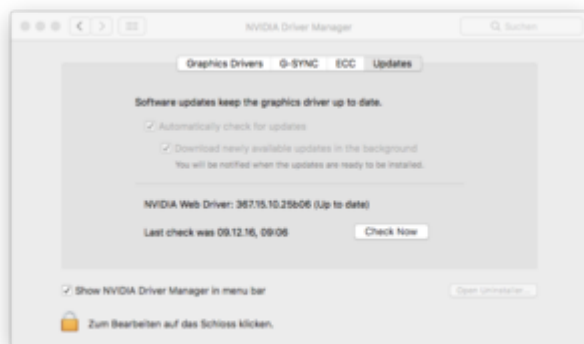 NVIDIA Driver Manager
Suchen
Graphics Drivers G-SYNC ECC Updates
Software updates keep the graphics driver up to date.
Automatically check for updates
Download newly available updates in the background
You will be notified when the updates are ready to be installed.
NVIDIA Web Driver: 367.15.10.25b06 (Up to date)
Last check was 09.12.16, 09:06 Check Now
Show NVIDIA Driver Manager in menu bar Open Uninstaller...
Zum Bearbeiten auf das Schloss klicken.